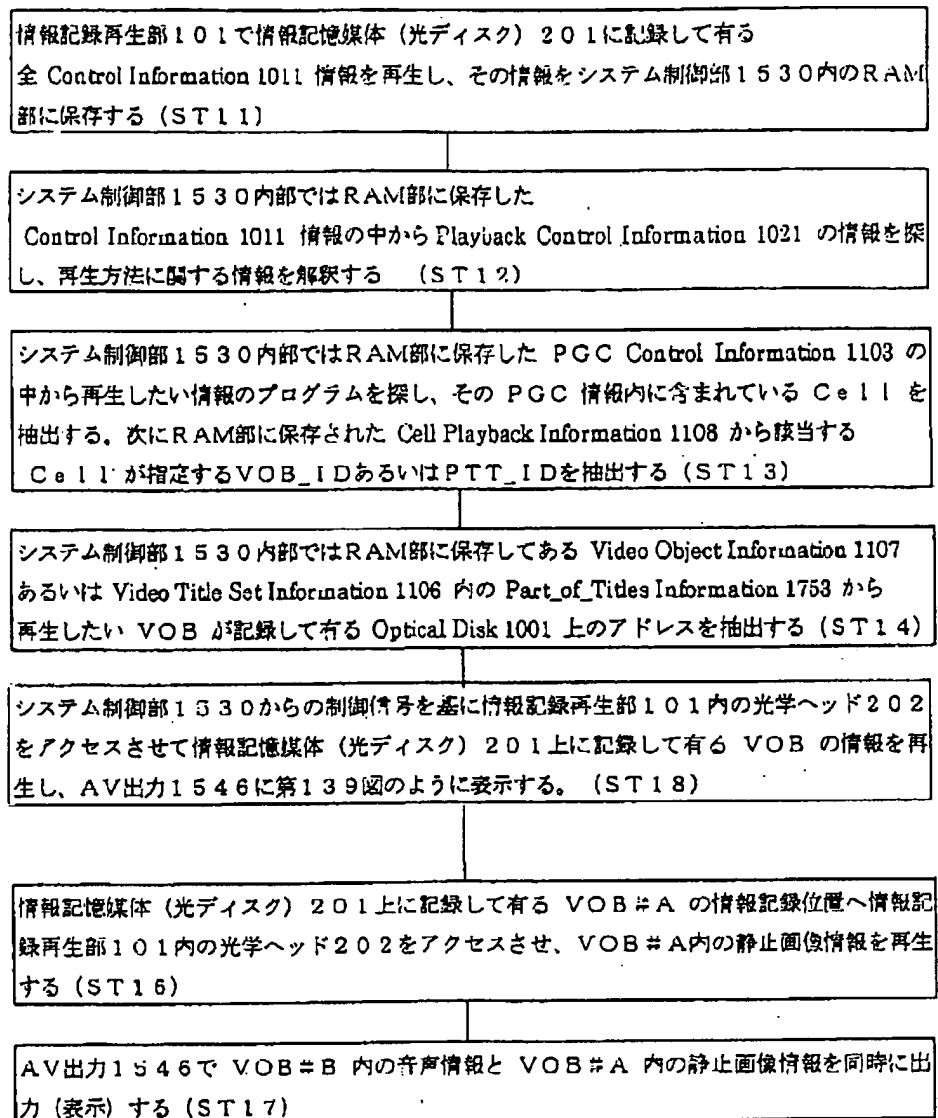 情報記録再生部101で情報記憶媒体(光ディスク)201に記録して有る
全 Control Information 1011 情報を再生し、その情報をシステム制御部1530内のRAM
部に保存する(ST11)
システム制御部1530内部ではRAM部に保存した
Control Information 1011 情報の中から Playback Control Information 1021 の情報を探
し、再生方法に関する情報を解釈する (ST12)
システム制御部1530内部ではRAM部に保存した PGC Control Information 1103 の
中から再生したい情報のプログラムを探し、その PGC 情報内に含まれている Cell を
抽出する。次にRAM部に保存された Cell Playback Information 1108 から該当する
Cell が指定するVOB_IDあるいはPTT_IDを抽出する(ST13)
システム制御部1530内部ではRAM部に保存してある Video Object Information 1107
あるいは Video Title Set Information 1106 内の Part_of_Titles Information 1753 から
再生したい VOB が記録して有る Optical Disk 1001 上のアドレスを抽出する(ST14)
システム制御部1530からの制御信号を基に情報記録再生部101内の光学ヘッド202
をアクセスさせて情報記憶媒体(光ディスク)201上に記録して有る VOB の情報を再
生し、AV出力1546に第139図のように表示する。(ST18)
情報記憶媒体(光ディスク)201上に記録して有る VOB#A の情報記録位置へ情報記
録再生部101内の光学ヘッド202をアクセスさせ、VOB#A内の静止画像情報を再生
する(ST16)
AV出力1546で VOB#B 内の音声情報と VOB#A 内の静止画像情報を同時に出
力(表示)する(ST17)